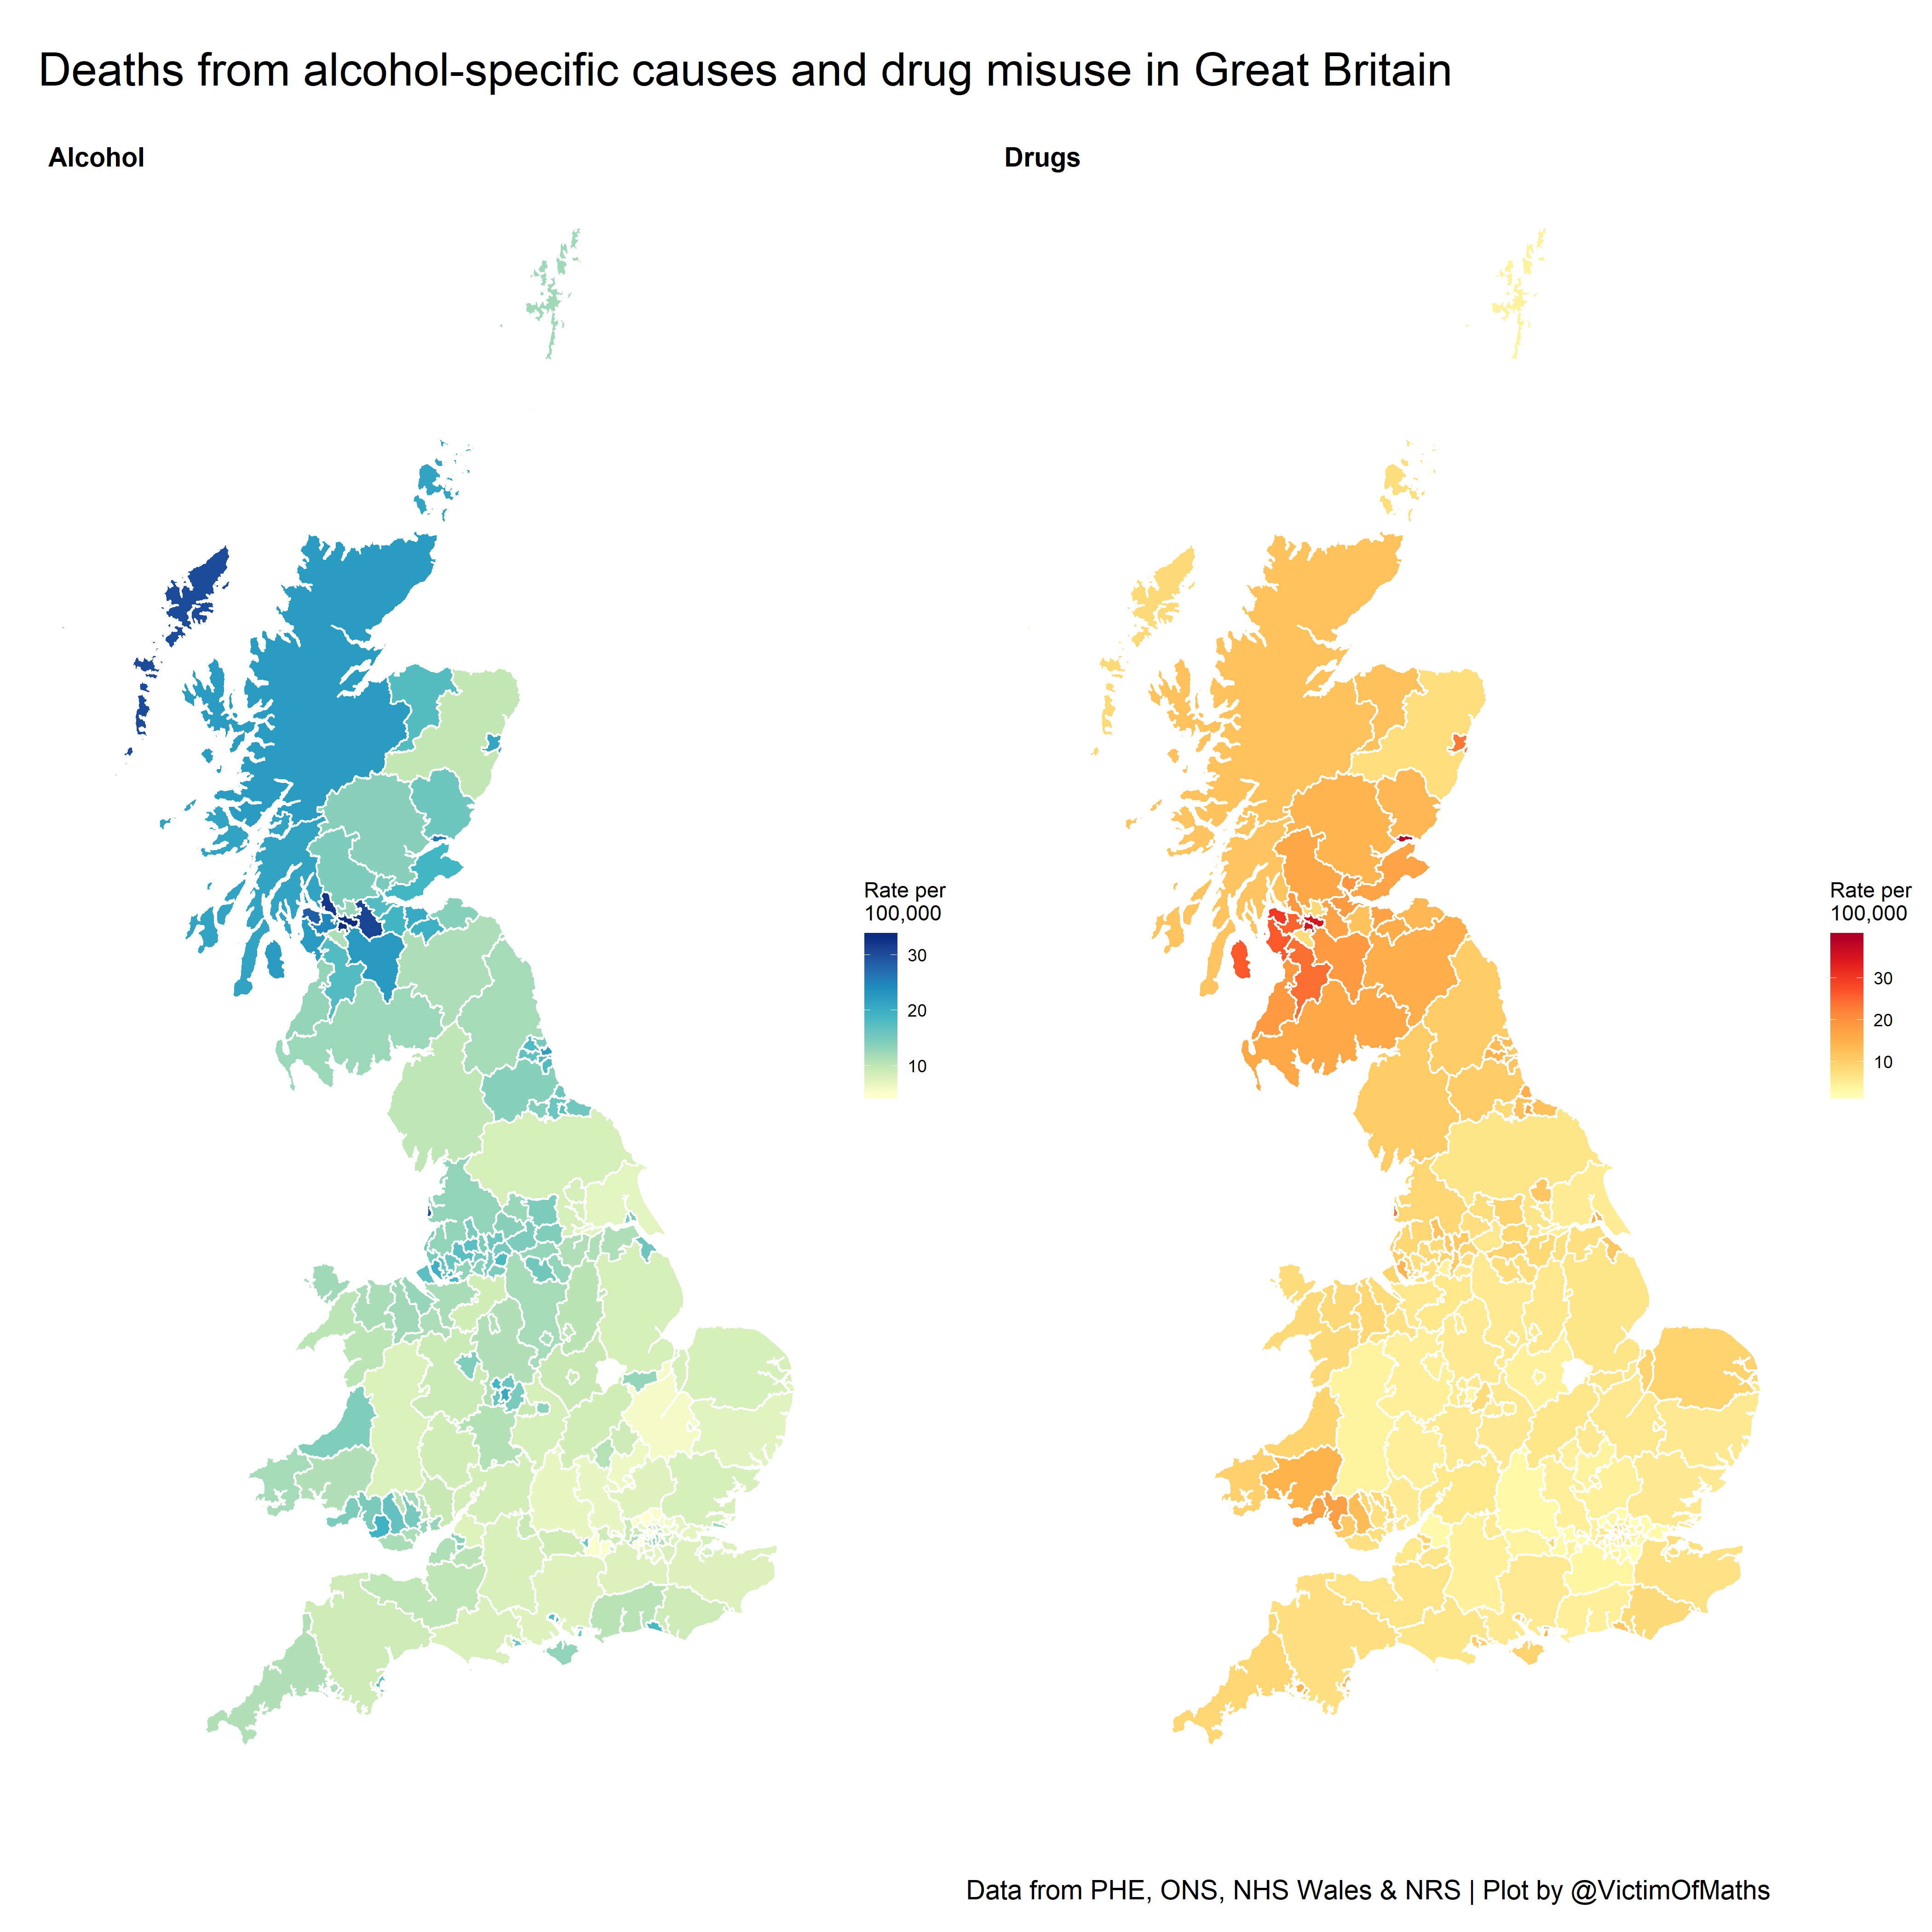 Deaths from alcohol-specific causes and drug misuse in Great Britain
Alcohol
Drugs
Rate per
100,000
30
20
10
Rate per
100,000
30
20
10
Data from PHE, ONS, NHS Wales & NRS | Plot by @VictimOfMaths